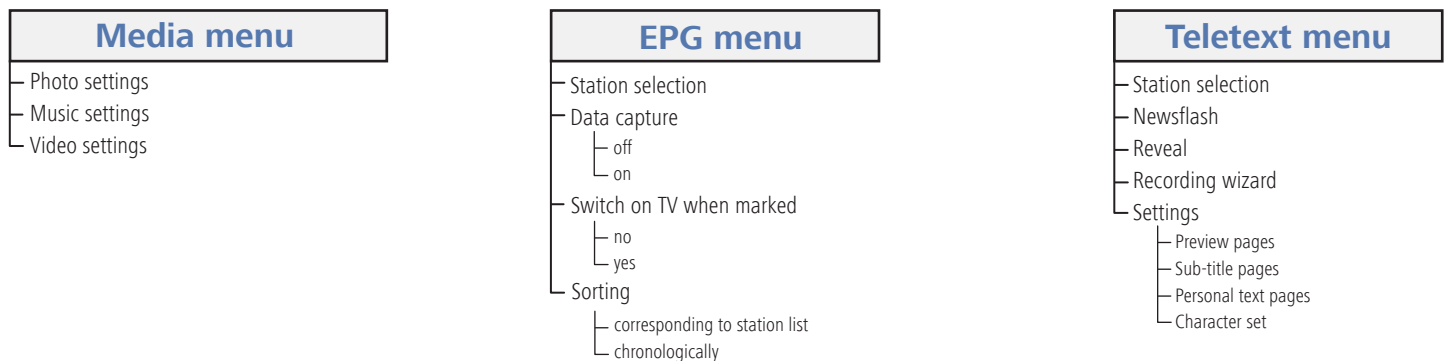 Media menu
Photo settings
Music settings
Video settings
EPG menu
Station selection
Data capture
off
on
Switch on TV when marked
no
yes
Sorting
corresponding to station list
chronologically
Teletext menu
Station selection
Newsflash
Reveal
Recording wizard
Settings
Preview pages
Sub-title pages
Personal text pages
Character set